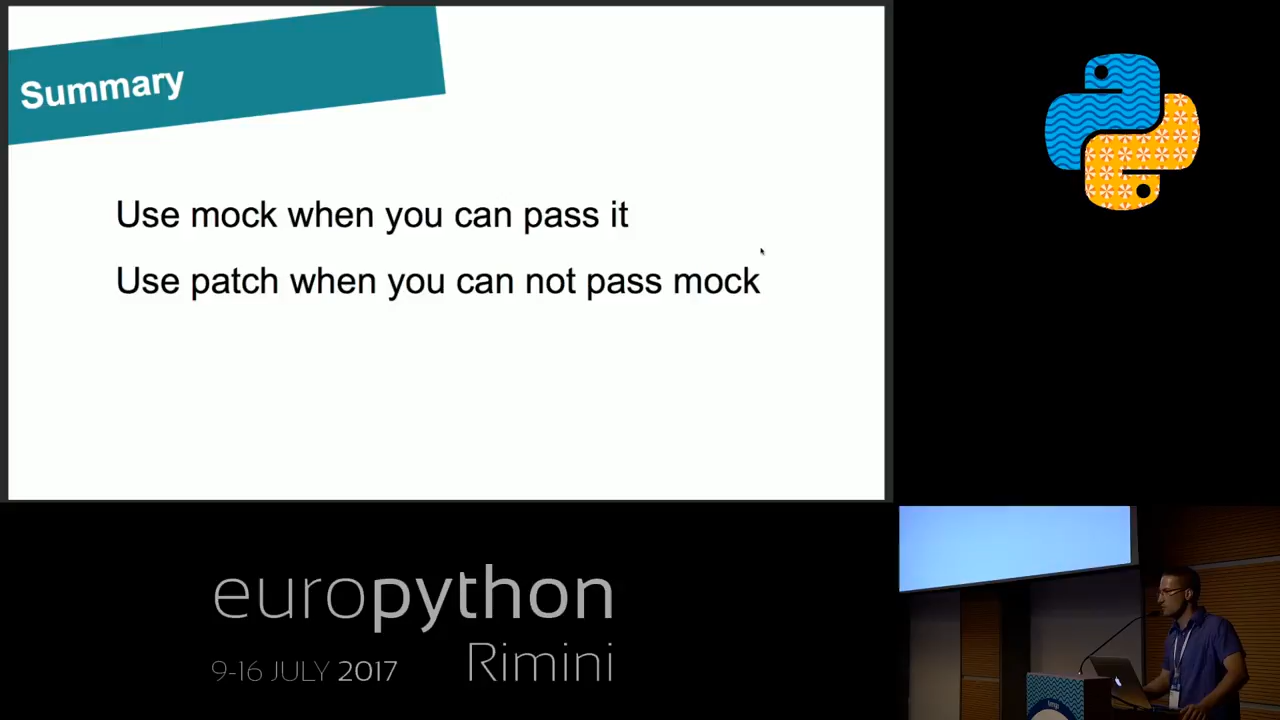 Summary
Use mock when you can pass it
Use patch when you can not pass mock
europython
Rimini
9-16 JULY 2017